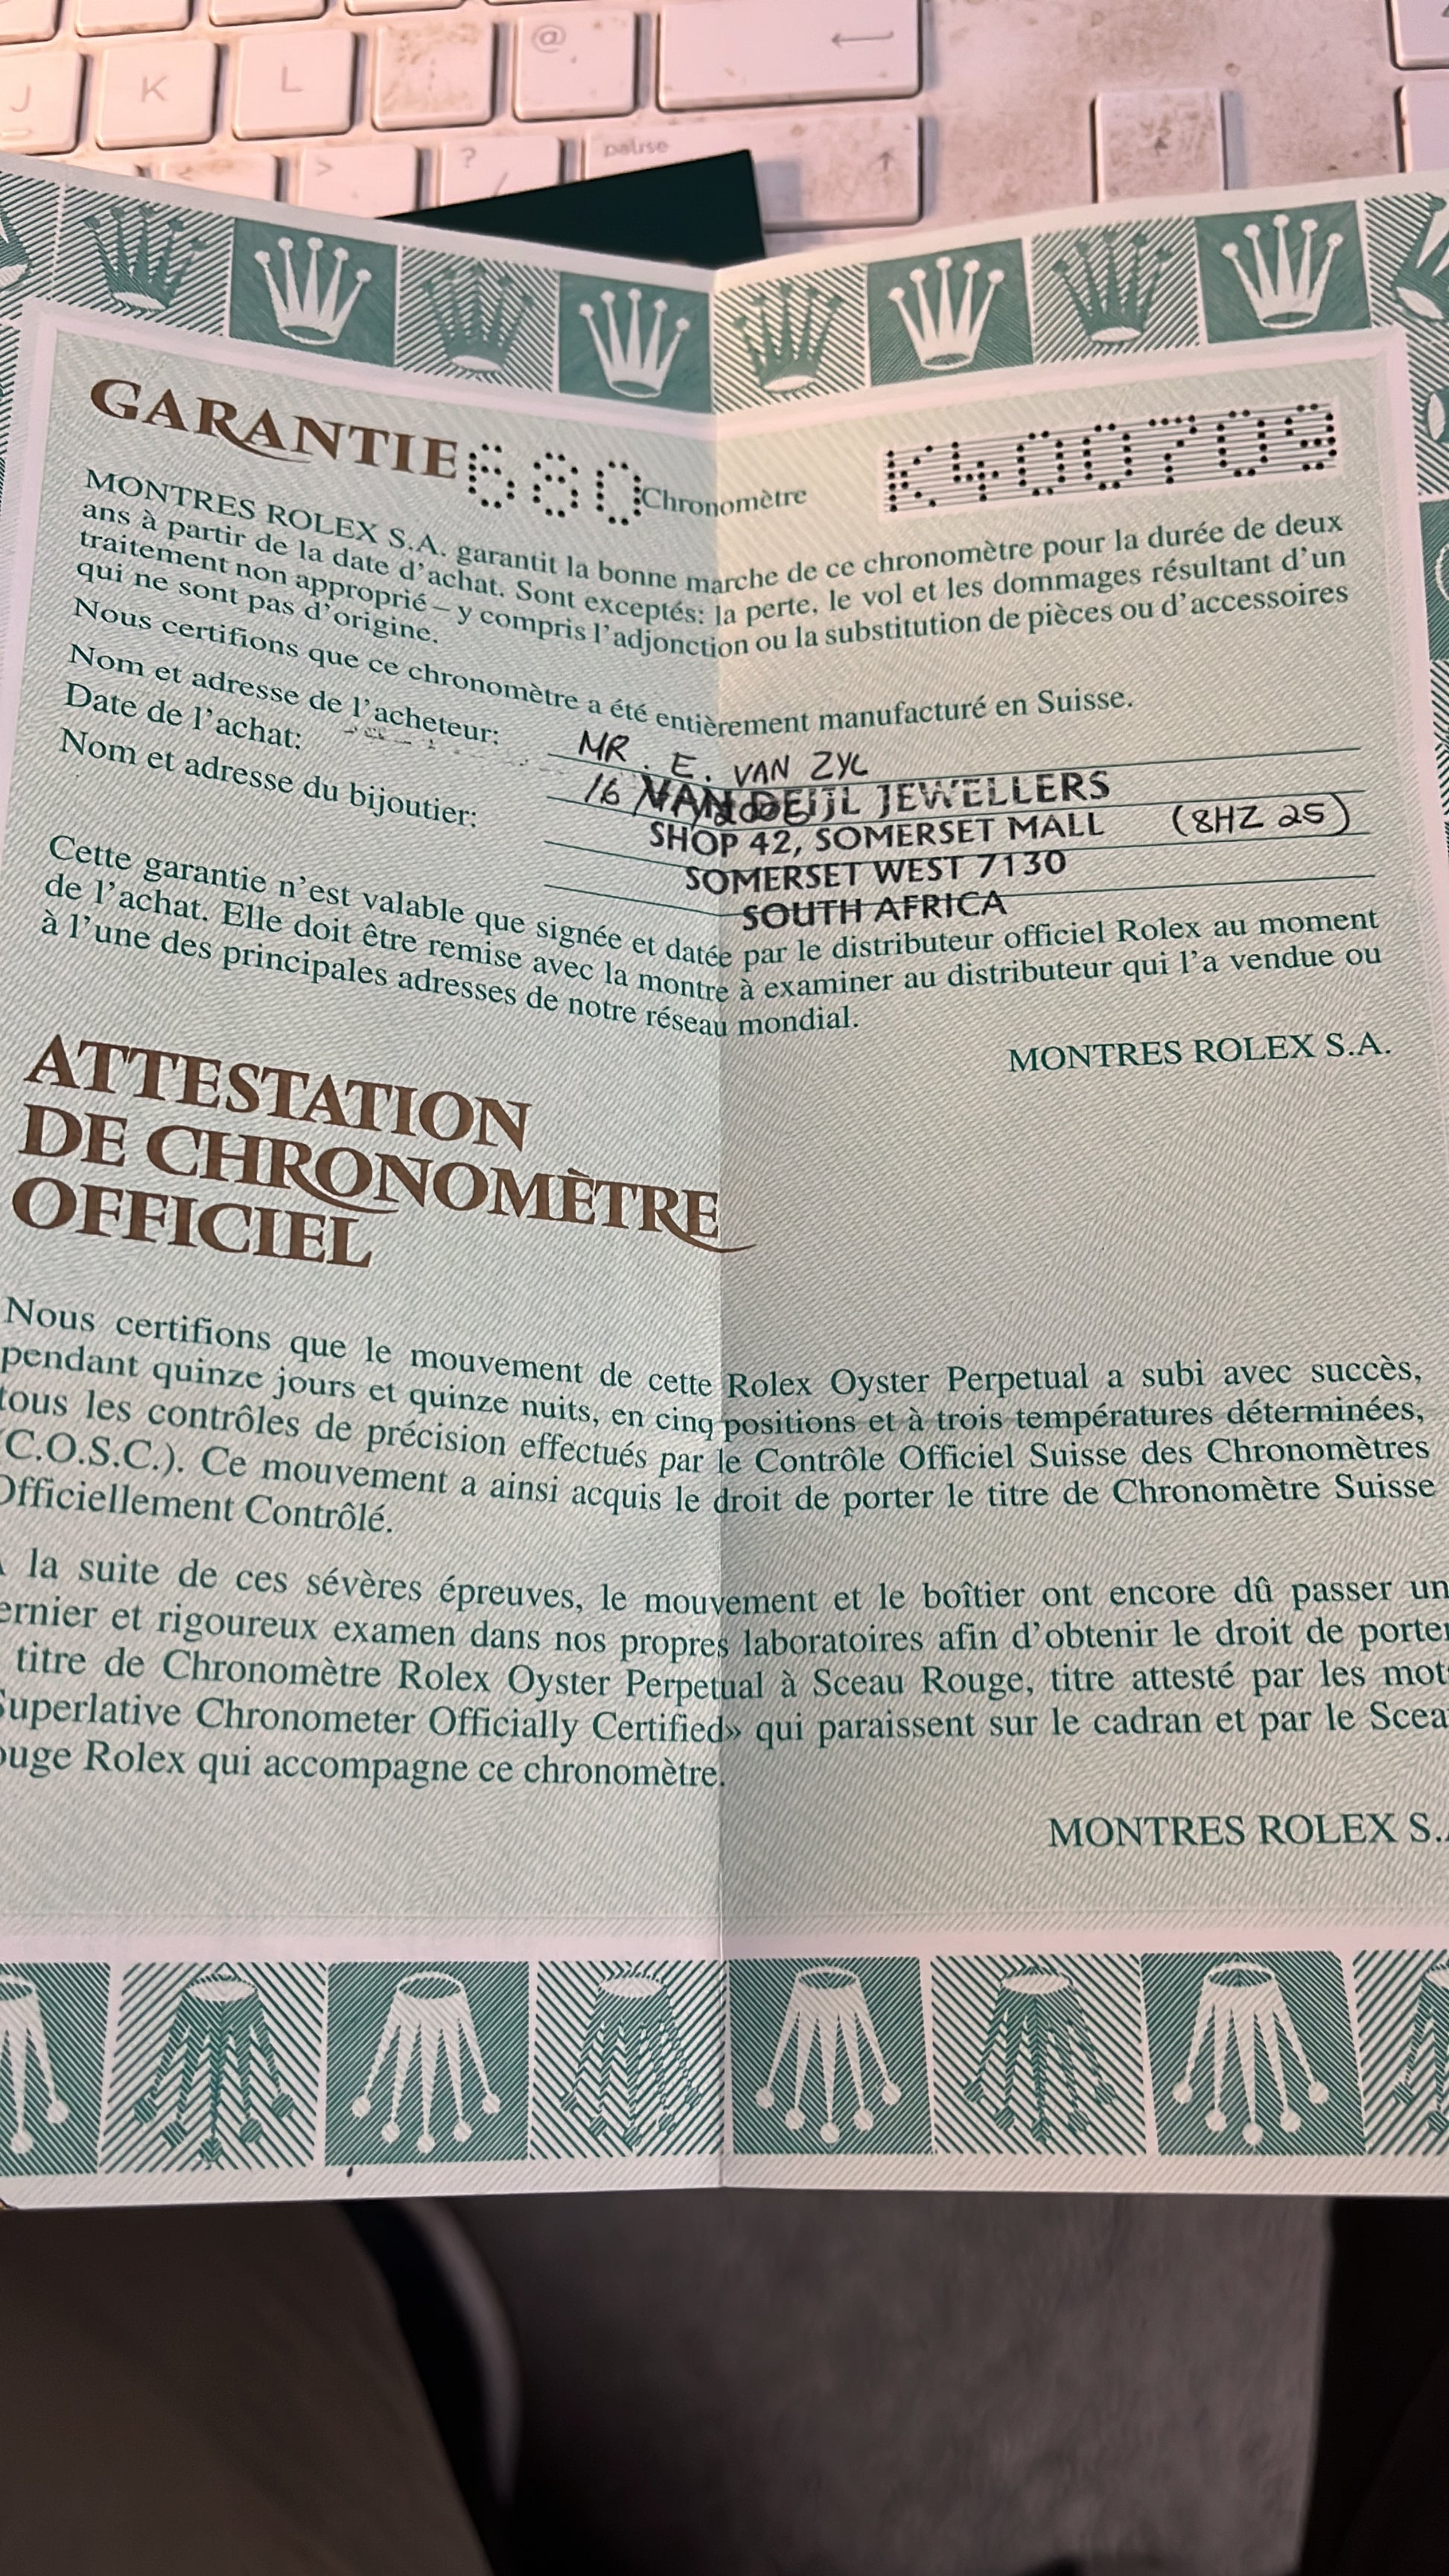 J K L @
> ? / pause
GARANTIE 680 Chronomètre K400709
MONTRES ROLEX S.A. garantit la bonne marche de ce chronomètre pour la durée de deux
ans à partir de la date d'achat. Sont exceptés: la perte, le vol et les dommages résultant d'un
traitement non approprié – y compris l'adjonction ou la substitution de pièces ou d'accessoires
qui ne sont pas d'origine.
Nous certifions que ce chronomètre a été entièrement manufacturé en Suisse.
Nom et adresse de l'acheteur: MR. E. VAN ZYL
Date de l'achat: 16
Nom et adresse du bijoutier: VAN DEIJL JEWELLERS
SHOP 42, SOMERSET MALL (8HZ 25)
SOMERSET WEST 7130
SOUTH AFRICA
Cette garantie n'est valable que signée et datée par le distributeur officiel Rolex au moment
de l'achat. Elle doit être remise avec la montre à examiner au distributeur qui l'a vendue ou
à l'une des principales adresses de notre réseau mondial.
MONTRES ROLEX S.A.
ATTESTATION
DE CHRONOMÈTRE
OFFICIEL
Nous certifions que le mouvement de cette Rolex Oyster Perpetual a subi avec succès,
pendant quinze jours et quinze nuits, en cinq positions et à trois températures déterminées,
tous les contrôles de précision effectués par le Contrôle Officiel Suisse des Chronomètres
(C.O.S.C.). Ce mouvement a ainsi acquis le droit de porter le titre de Chronomètre Suisse
Officiellement Contrôlé.
la suite de ces sévères épreuves, le mouvement et le boîtier ont encore dû passer un
ernier et rigoureux examen dans nos propres laboratoires afin d'obtenir le droit de porter
titre de Chronomètre Rolex Oyster Perpetual à Sceau Rouge, titre attesté par les mots
Superlative Chronometer Officially Certified» qui paraissent sur le cadran et par le Scea
ouge Rolex qui accompagne ce chronomètre.
MONTRES ROLEX S.A